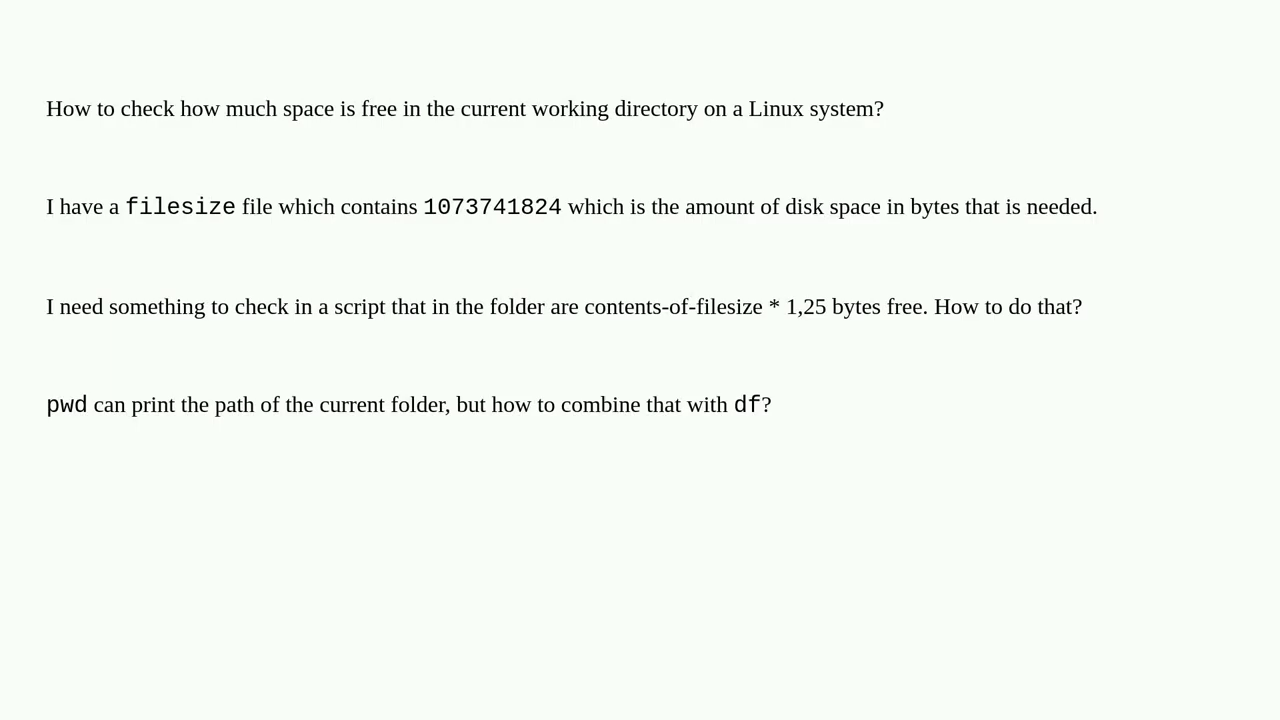 How to check how much space is free in the current working directory on a Linux system?
I have a filesize file which contains 1073741824 which is the amount of disk space in bytes that is needed.
I need something to check in a script that in the folder are contents-of-filesize * 1,25 bytes free. How to do that?
pwd can print the path of the current folder, but how to combine that with df?